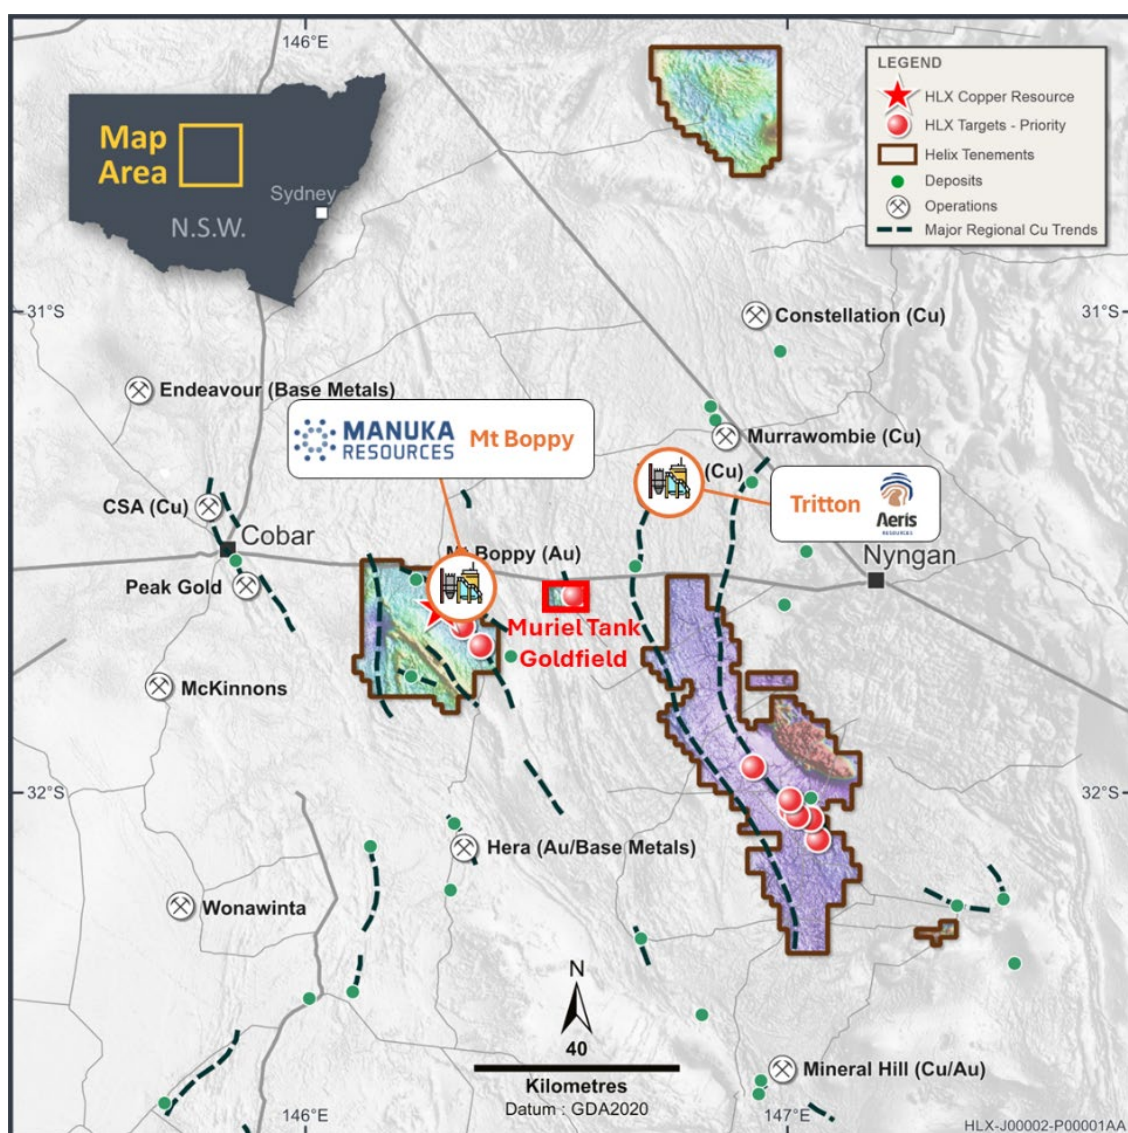 146°E
LEGEND
HLX Copper Resource
HLX Targets - Priority
Helix Tenements
Deposits
Operations
Major Regional Cu Trends
Map
Area
Sydney
N.S.W.
31°S
31°S
Constellation (Cu)
Endeavour (Base Metals)
MANUKA
RESOURCES
Mt Boppy
Murrawombie (Cu)
(Cu)
Tritton
Aeris
RESOURCES
CSA (Cu)
Cobar
Mt Boppy (Au)
Nyngan
Peak Gold
Muriel Tank
Goldfield
McKinnons
32°S
32°S
Hera (Au/Base Metals)
Wonawinta
N
40
Kilometres
Datum : GDA2020
Mineral Hill (Cu/Au)
146°E
147°E
HLX-J00002-P00001AA